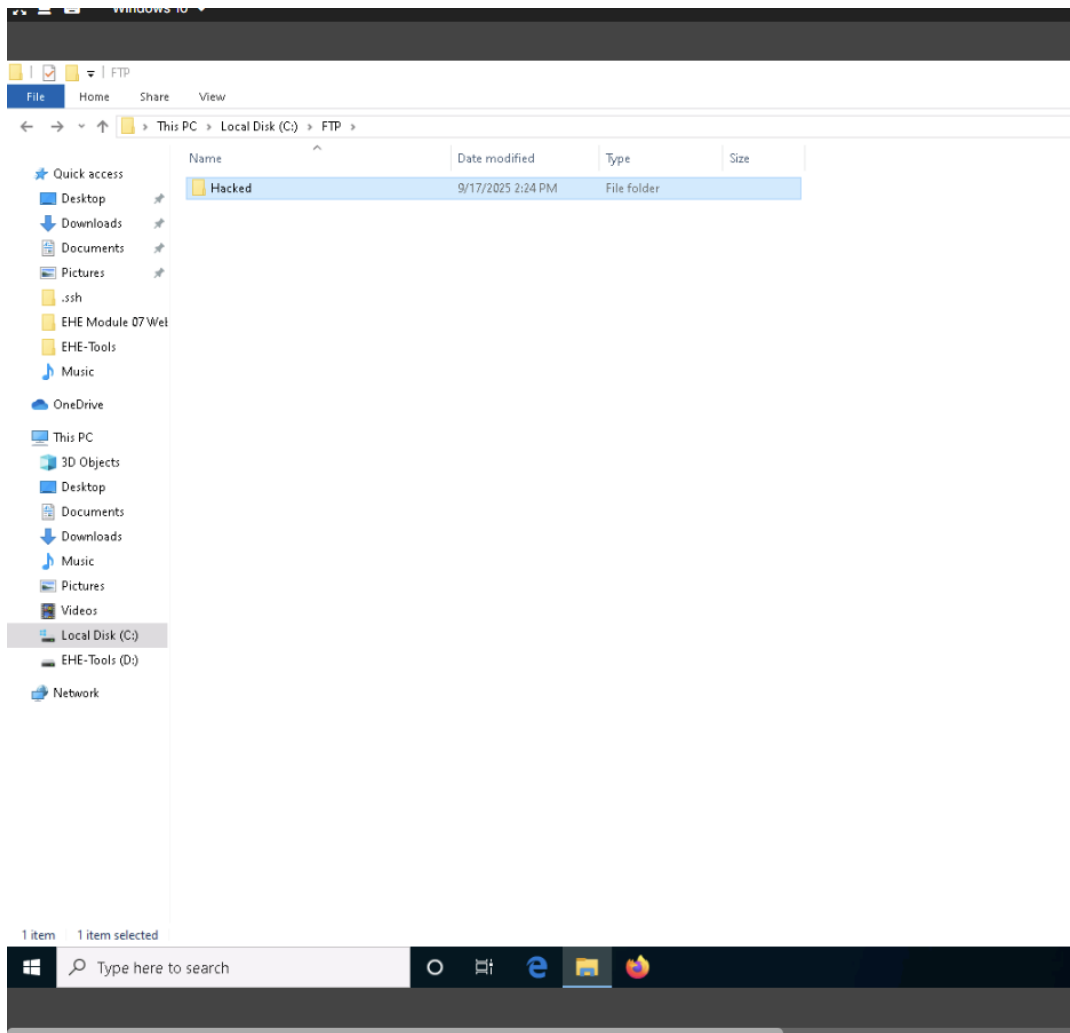 Windows 10
FTP
File Home Share View
This PC > Local Disk (C:) > FTP >
Name Date modified Type Size
Hacked 9/17/2025 2:24 PM File folder
Quick access
Desktop
Downloads
Documents
Pictures
.ssh
EHE Module 07 Wel
EHE-Tools
Music
OneDrive
This PC
3D Objects
Desktop
Documents
Downloads
Music
Pictures
Videos
Local Disk (C:)
EHE-Tools (D:)
Network
1 item 1 item selected
Type here to search